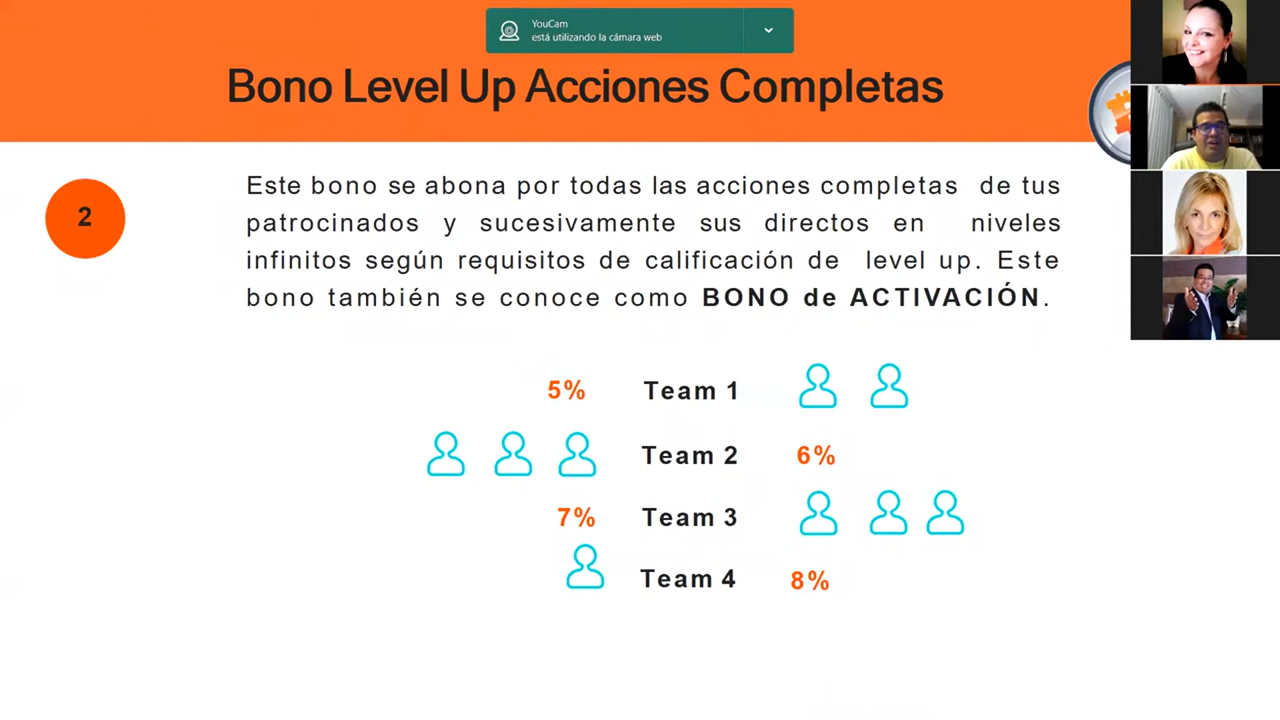 YouCam
está utilizando la cámara web
Bono Level Up Acciones Completas
2
Este bono se abona por todas las acciones completas de tus
patrocinados y sucesivamente sus directos en niveles
infinitos según requisitos de calificación de level up. Este
bono también se conoce como BONO de ACTIVACIÓN.
5% Team 1
Team 2 6%
7% Team 3
Team 4 8%